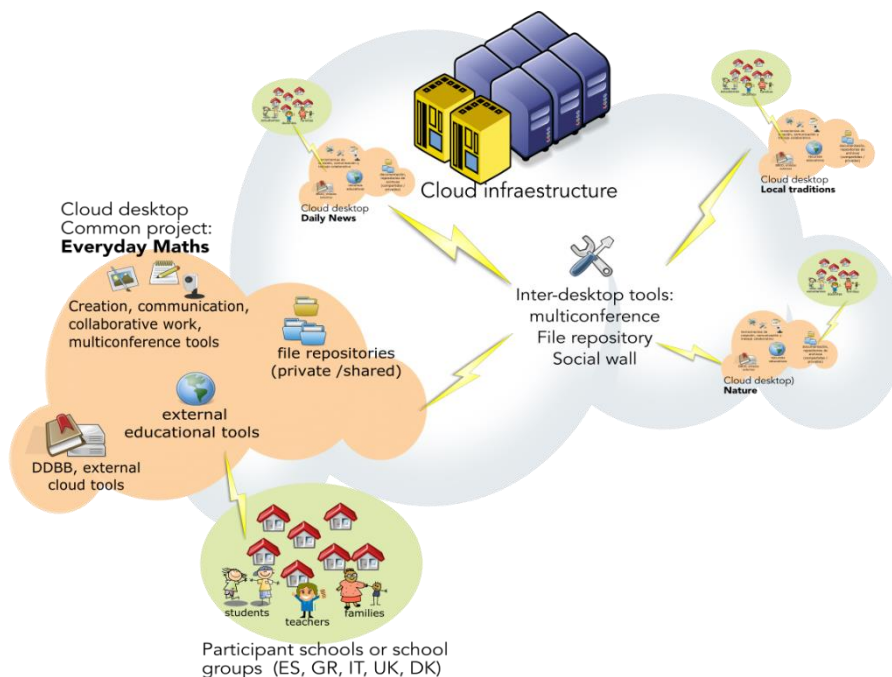 Cloud infraestructure
Cloud desktop
Daily News
Cloud desktop
Local traditions
Cloud desktop
Common project:
Everyday Maths
Creation, communication,
collaborative work,
multiconference tools
file repositories
(private /shared)
external
educational tools
DDBB, external
cloud tools
Inter-desktop tools:
multiconference
File repository
Social wall
Cloud desktop)
Nature
students
teachers
families
Participant schools or school
groups (ES, GR, IT, UK, DK)